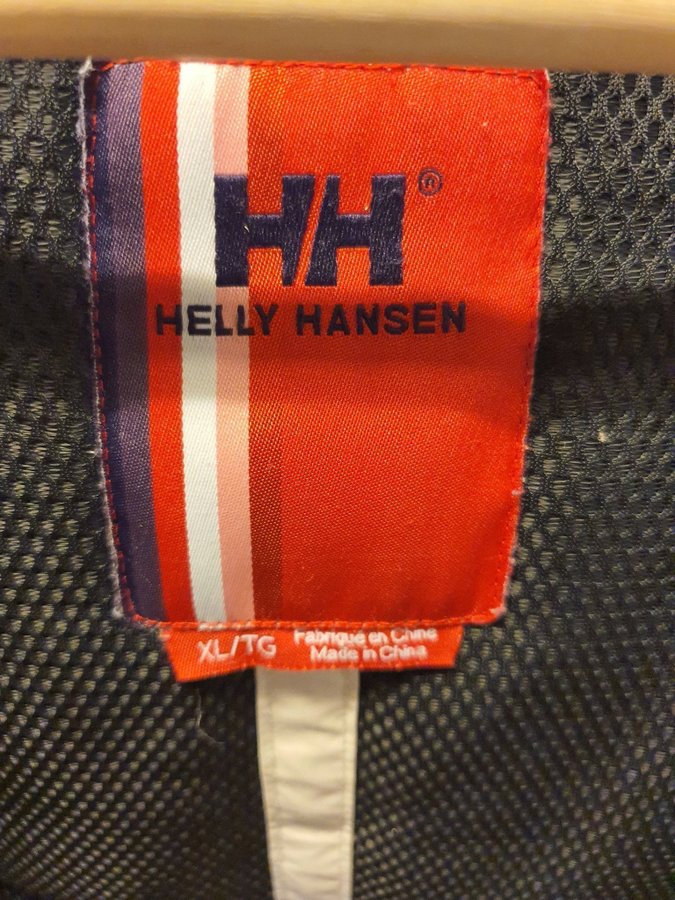 HH®
HELLY HANSEN
XL/TG
Fabriqué en Chine
Made in China